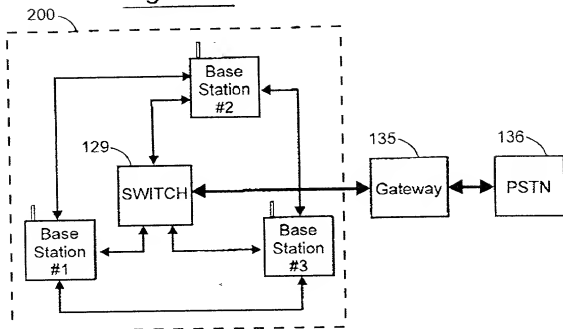 200
Base
Station
#2
129
SWITCH
135
Gateway
136
PSTN
Base
Station
#1
Base
Station
#3